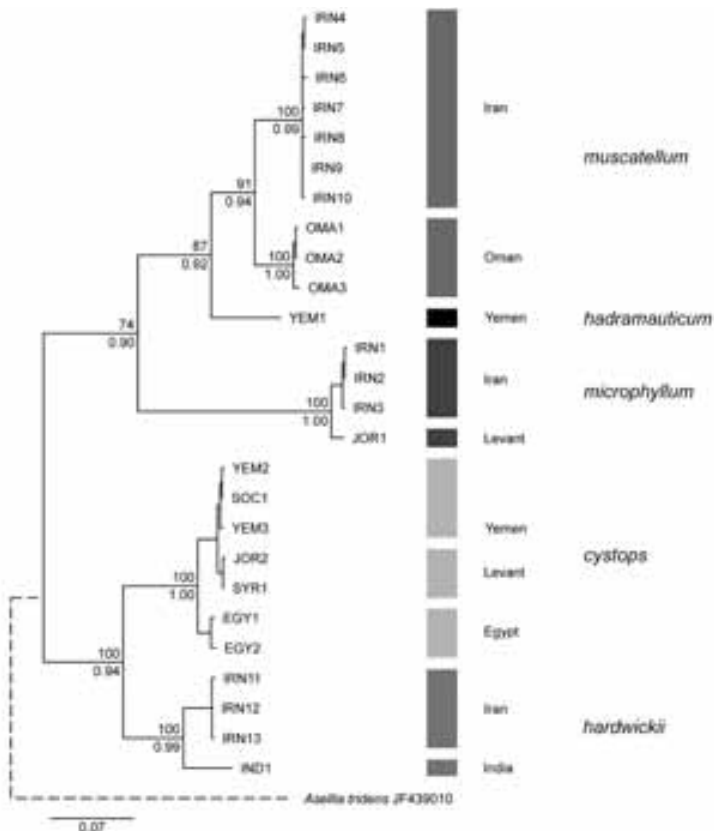 IRN4
IRN5
IRN6
100 IRN7 Iran
0.99
IRN8
muscatellum
IRN9
91
0.94 IRN10
OMA1
87 100 OMA2 Oman
0.92 1.00
OMA3
YEM1 Yemen hadramauticum
74
0.90 IRN1
IRN2 Iran
microphyllum
100 IRN3
1.00
JOR1 Levant
YEM2
SOC1
YEM3 Yemen
cystops
JOR2
100 Levant
1.00 SYR1
EGY1
Egypt
EGY2
100
0.94 IRN11
IRN12 Iran
hardwickii
100 IRN13
0.99
IND1 India
Asellia tridens JF439010
0.07